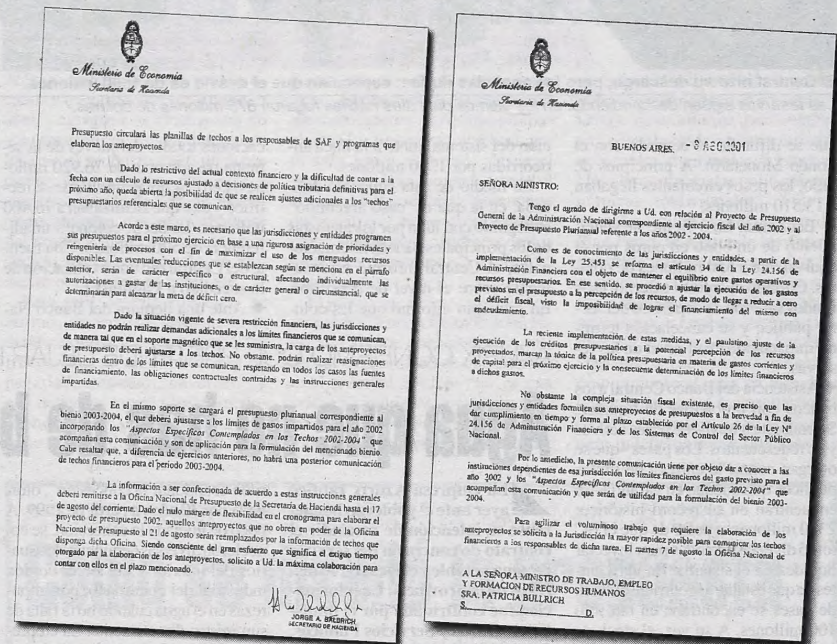 Ministerio de Economía
Secretaría de Hacienda
Presupuesto circulará las planillas de techos a los responsables de SAF y programas que
elaboran los anteproyectos.
Dado lo restrictivo del actual contexto financiero y la dificultad de contar a la
fecha con un cálculo de recursos ajustado a decisiones de política tributaria definitivas para el
próximo año, queda abierta la posibilidad de que se realicen ajustes adicionales a los "techos"
presupuestarios referenciales que se comunican.
Acorde a este marco, es necesario que las jurisdicciones y entidades programen
sus presupuestos para el próximo ejercicio en base a una rigurosa asignación de prioridades y
reingeniería de procesos con el fin de maximizar el uso de los menguados recursos
disponibles. Las eventuales reducciones que se establezcan según se menciona en el párrafo
anterior, serán de carácter específico o estructural, afectando individualmente las
autorizaciones a gastar de las instituciones, o de carácter general o circunstancial, que se
determinarán para alcanzar la meta de déficit cero.
Dado la situación vigente de severa restricción financiera, las jurisdicciones y
entidades no podrán realizar demandas adicionales a los límites financieros que se comunican,
de manera tal que en el soporte magnético que se les suministra, la carga de los anteproyectos
de presupuesto deberá ajustarse a los techos. No obstante, podrán realizar reasignaciones
financieras dentro de los límites que se comunican, respetando en todos los casos las fuentes
de financiamiento, las obligaciones contractuales contraídas y las instrucciones generales
impartidas.
En el mismo soporte se cargará el presupuesto plurianual correspondiente al
bienio 2003-2004, el que deberá ajustarse a los límites de gastos impartidos para el año 2002
incorporando los "Aspectos Específicos Contemplados en los Techos 2002-2004" que
acompañan esta comunicación y son de aplicación para la formulación del mencionado bienio.
Cabe resaltar que, a diferencia de ejercicios anteriores, no habrá una posterior comunicación
de techos financieros para el período 2003-2004.
La información a ser confeccionada de acuerdo a estas instrucciones generales
deberá remitirse a la Oficina Nacional de Presupuesto de la Secretaría de Hacienda hasta el 17
de agosto del corriente. Dado el nulo margen de flexibilidad en el cronograma para elaborar el
proyecto de presupuesto 2002, aquellos anteproyectos que no obren en poder de la Oficina
Nacional de Presupuesto al 21 de agosto serán reemplazados por la información de techos que
disponga dicha Oficina. Siendo consciente del gran esfuerzo que significa el exiguo tiempo
otorgado par la elaboración de los anteproyectos, solicito a Ud. la máxima colaboración para
contar con ellos en el plazo mencionado.
JORGE A. BALDRICH
SECRETARIO DE HACIENDA
Ministerio de Economía
Secretaría de Hacienda
BUENOS AIRES, - 8 AGO 2001
SEÑORA MINISTRO:
Tengo el agrado de dirigirme a Ud. con relación al Proyecto de Presupuesto
General de la Administración Nacional correspondiente al ejercicio fiscal del año 2002 y al
Proyecto de Presupuesto Plurianual referente a los años 2002 - 2004.
Como es de conocimiento de las jurisdicciones y entidades, a partir de la
implementación de la Ley 25.453 se reforma el artículo 34 de la Ley 24.156 de
Administración Financiera con el objeto de mantener el equilibrio entre gastos operativos y
recursos presupuestarios. En ese sentido, se procedió a ajustar la ejecución de los gastos
previstos en el presupuesto a la percepción de los recursos, de modo de llegar a reducir a cero
el déficit fiscal, visto la imposibilidad de lograr el financiamiento del mismo con
endeudamiento.
La reciente implementación de estas medidas, y el paulatino ajuste de la
ejecución de los créditos presupuestarios a la potencial percepción de los recursos
proyectados, marcan la tónica de la política presupuestaria en materia de gastos corrientes y
de capital para el próximo ejercicio y la consecuente determinación de los límites financieros
a dichos gastos.
No obstante la compleja situación fiscal existente, es preciso que las
jurisdicciones y entidades formulen sus anteproyectos de presupuestos a la brevedad a fin de
dar cumplimiento en tiempo y forma al plazo establecido por el Artículo 26 de la Ley N°
24.156 de Administración Financiera y de los Sistemas de Control del Sector Público
Nacional.
Por lo antedicho, la presente comunicación tiene por objeto dar a conocer a las
instituciones dependientes de esa jurisdicción los límites financieros del gasto previsto para el
año 2002 y los "Aspectos Específicos Contemplados en los Techos 2002-2004" que
acompañan esta comunicación y que serán de utilidad para la formulación del bienio 2003-
2004.
Para agilizar el voluminoso trabajo que requiere la elaboración de los
anteproyectos se solicita a la Jurisdicción la mayor rapidez posible para comunicar los techos
financieros a los responsables de dicha tarea. El martes 7 de agosto la Oficina Nacional de
A LA SEÑORA MINISTRO DE TRABAJO, EMPLEO
Y FORMACIÓN DE RECURSOS HUMANOS
SRA. PATRICIA BULLRICH
S. / D.